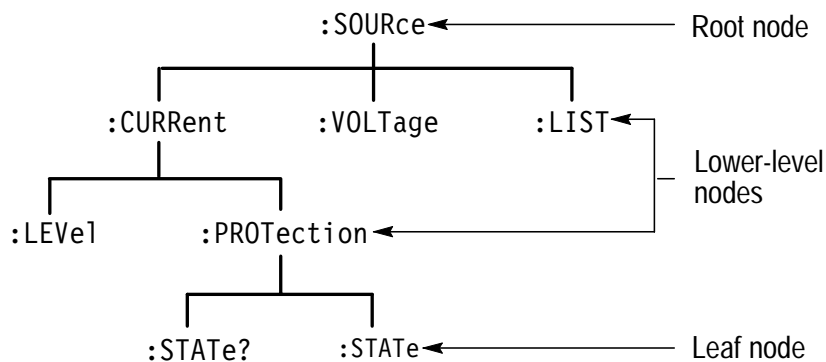 :SOURce
Root node
:CURRent
:VOLTage
:LIST
Lower-level
nodes
:LEVel
:PROTection
:STATe?
:STATe
Leaf node